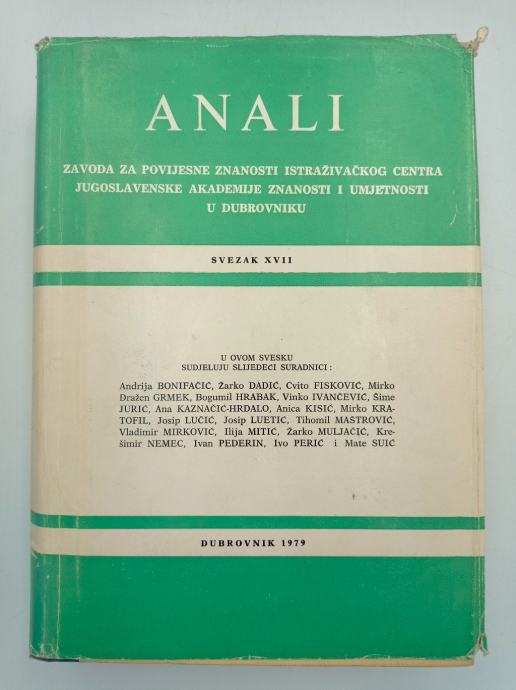 ANALI
ZAVODA ZA POVIJESNE ZNANOSTI ISTRAŽIVAČKOG CENTRA
JUGOSLAVENSKE AKADEMIJE ZNANOSTI I UMJETNOSTI
U DUBROVNIKU
SVEZAK XVII
U OVOM SVESKU
SUDJELUJU SLIJEDEĆI SURADNICI:
Andrija BONIFAČIĆ, Žarko DADIĆ, Cvito FISKOVIĆ, Mirko
Dražen GRMEK, Bogumil HRABAK, Vinko IVANČEVIĆ, Šime
JURIĆ, Ana KAZNAČIĆ-HRDALO, Anica KISIĆ, Mirko KRA-
TOFIL, Josip LUČIĆ, Josip LUETIĆ, Tihomil MAŠTROVIĆ,
Vladimir MIRKOVIĆ, Ilija MITIĆ, Žarko MULJAČIĆ, Kre-
šimir NEMEC, Ivan PEDERIN, Ivo PERIĆ i Mate SUIĆ
DUBROVNIK 1979